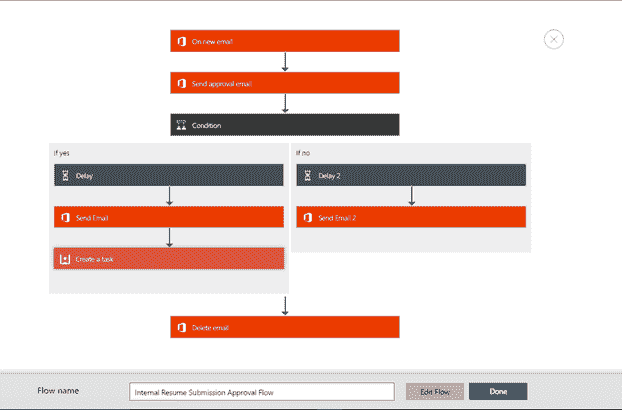 On new email
Send approval email
Condition
If yes
Delay
Send Email
Create a task
If no
Delay 2
Send Email 2
Delete email
Flow name
Internal Resume Submission Approval Flow
Edit Flow
Done